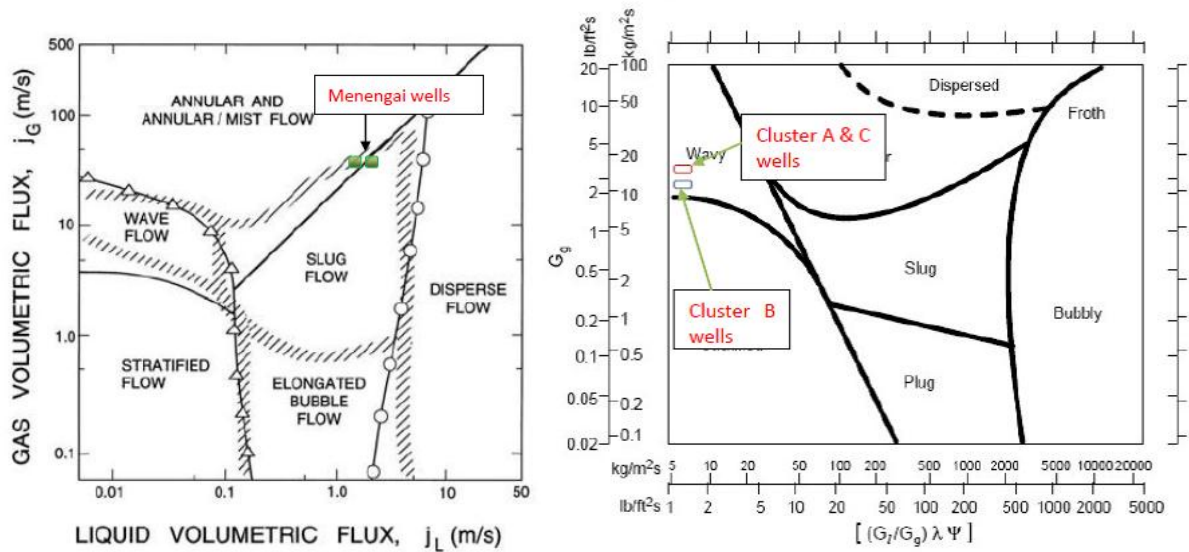 GAS VOLUMETRIC FLUX, j_G (m/s)
500
100
10
1.0
0.1
ANNULAR AND
ANNULAR / MIST FLOW
Menengai wells
WAVE
FLOW
SLUG
FLOW
DISPERSE
FLOW
STRATIFIED
FLOW
ELONGATED
BUBBLE
FLOW
0.01 0.1 1.0 10 50
LIQUID VOLUMETRIC FLUX, j_L (m/s)
lb/ft²s
kg/m²s
20 100
10 50
5
20
2 10
1 5
0.5 2
0.2 1
0.1 0.5
0.05 0.2
0.02 0.1
G_g
Dispersed
Froth
Wavy
Cluster A & C
wells
Slug
Cluster B
wells
Bubbly
Plug
kg/m²s 5 10 20 50 100 200 500 1000 2000 5000 10000 20000
lb/ft²s 1 2 5 10 20 50 100 200 500 1000 2000 5000
[ (G_l/G_g) λ Ψ ]